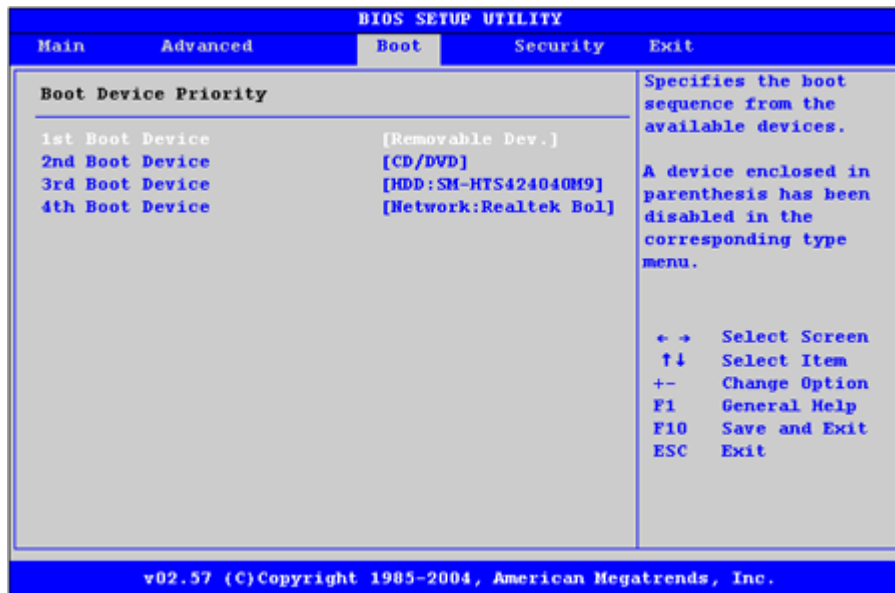 BIOS SETUP UTILITY
Main Advanced Boot Security Exit
Boot Device Priority
1st Boot Device [Removable Dev.]
2nd Boot Device [CD/DVD]
3rd Boot Device [HDD:SM-HTS424040M9]
4th Boot Device [Network:Realtek Bol]
Specifies the boot
sequence from the
available devices.
A device enclosed in
parenthesis has been
disabled in the
corresponding type
menu.
← → Select Screen
↑↓ Select Item
+- Change Option
F1 General Help
F10 Save and Exit
ESC Exit
v02.57 (C)Copyright 1985-2004, American Megatrends, Inc.